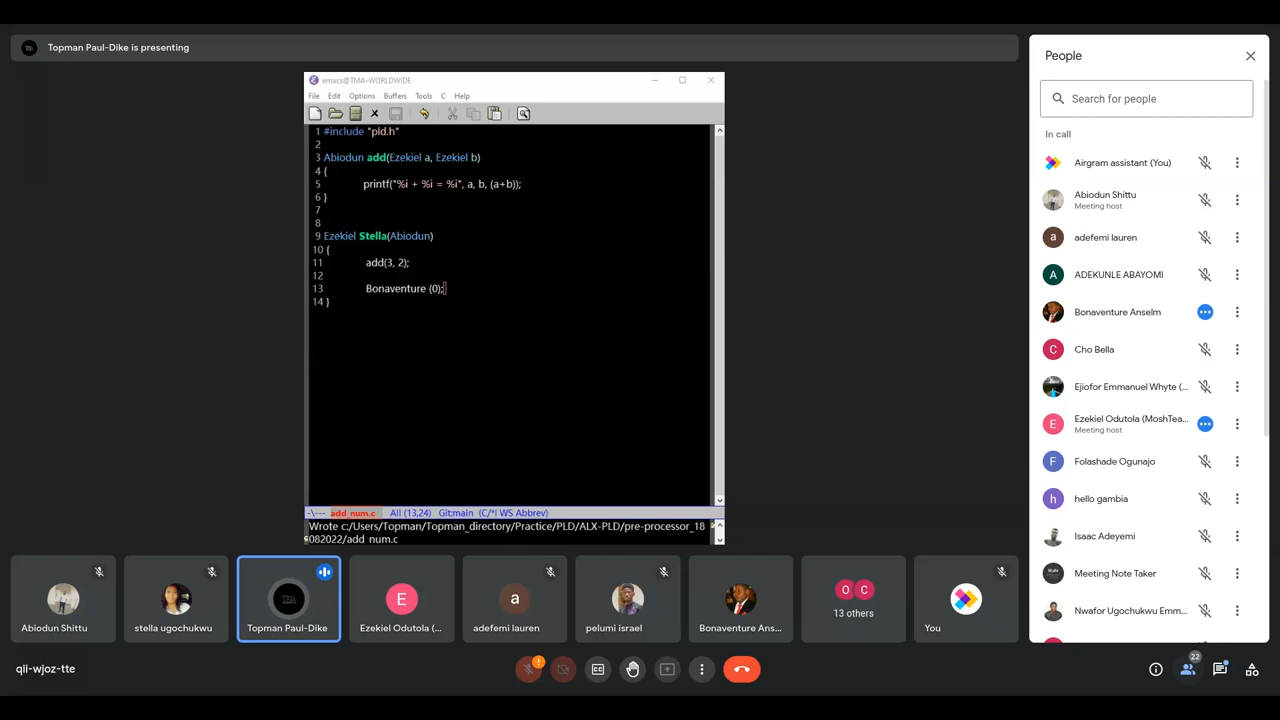 Topman Paul-Dike is presenting
emacs@TMA-WORLDWIDE
File Edit Options Buffers Tools C Help
1 #include "pld.h"
2
3 Abiodun add(Ezekiel a, Ezekiel b)
4 {
5 printf("%i + %i = %i", a, b, (a+b));
6 }
7
8
9 Ezekiel Stella(Abiodun)
10 {
11 add(3, 2);
12
13 Bonaventure (0);
14 }
-\--- add_num.c All (13,24) Git:main (C/*l WS Abbrev)
Wrote c:/Users/Topman/Topman_directory/Practice/PLD/ALX-PLD/pre-processor_18
082022/add_num.c
People
Search for people
In call
Airgram assistant (You)
Abiodun Shittu
Meeting host
a
adefemi lauren
A
ADEKUNLE ABAYOMI
Bonaventure Anselm
C
Cho Bella
Ejiofor Emmanuel Whyte (...
E
Ezekiel Odutola (MoshTea...
Meeting host
F
Folashade Ogunajo
h
hello gambia
Isaac Adeyemi
Meeting Note Taker
Nwafor Ugochukwu Emm...
Abiodun Shittu
stella ugochukwu
TMA
Topman Paul-Dike
E
Ezekiel Odutola (...
a
adefemi lauren
pelumi israel
Bonaventure Ans...
O C
13 others
You
qii-wjoz-tte
22